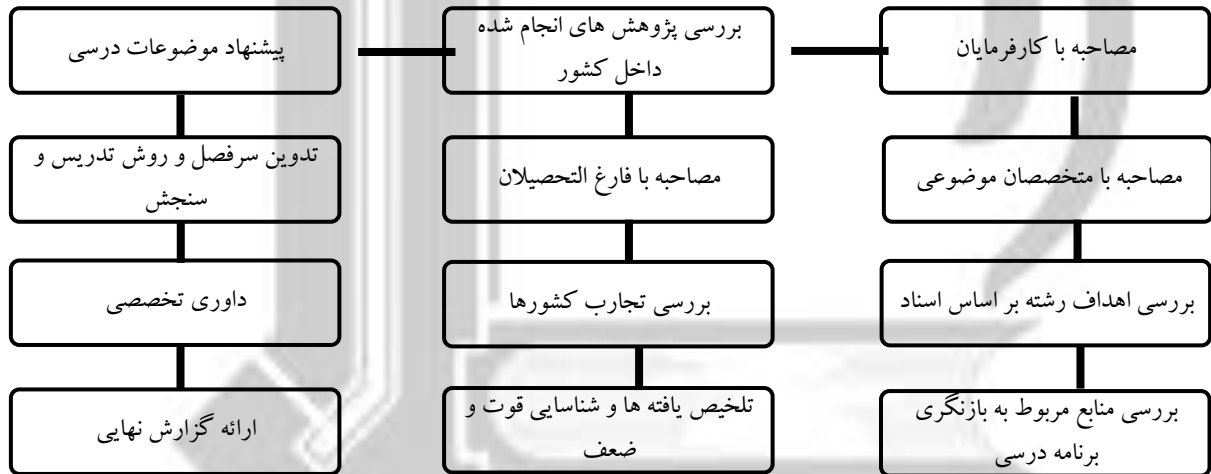 مصاحبه با کارفرمایان
مصاحبه با متخصصان موضوعی
بررسی اهداف رشته بر اساس اسناد
بررسی منابع مربوط به بازنگری
برنامه درسی
بررسی پژوهش های انجام شده
داخل کشور
مصاحبه با فارغ التحصیلان
بررسی تجارب کشورها
تلخیص یافته ها و شناسایی قوت و
ضعف
پیشنهاد موضوعات درسی
تدوین سرفصل و روش تدریس و
سنجش
داوری تخصصی
ارائه گزارش نهایی